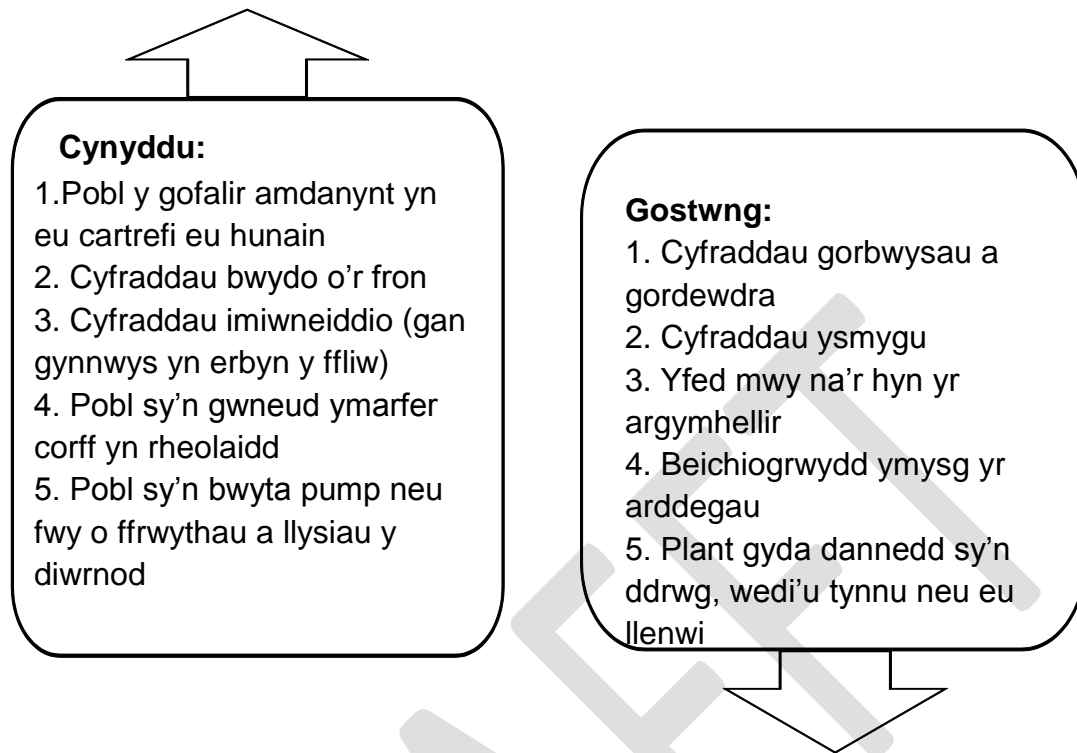 Cynyddu:
1.Pobl y gofalir amdanynt yn
eu cartrefi eu hunain
2. Cyfraddau bwydo o'r fron
3. Cyfraddau imiwneiddio (gan
gynnwys yn erbyn y ffliw)
4. Pobl sy'n gwneud ymarfer
corff yn rheolaidd
5. Pobl sy'n bwyta pump neu
fwy o ffrwythau a llysiau y
diwrnod
Gostwng:
1. Cyfraddau gorbwysau a
gordewdra
2. Cyfraddau ysmygu
3. Yfed mwy na'r hyn yr
argymhellir
4. Beichiogrwydd ymysg yr
arddegau
5. Plant gyda dannedd sy'n
ddrwg, wedi'u tynnu neu eu
llenwi